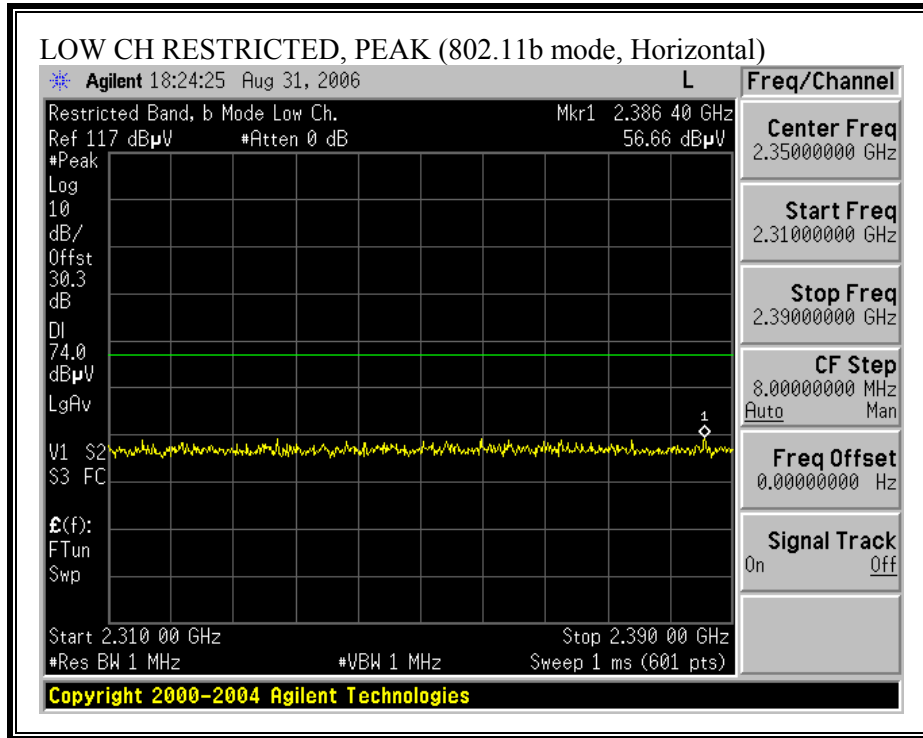 LOW CH RESTRICTED, PEAK (802.11b mode, Horizontal)
Agilent 18:24:25 Aug 31, 2006 L
Restricted Band, b Mode Low Ch. Mkr1 2.386 40 GHz
Ref 117 dBµV #Atten 0 dB 56.66 dBµV
#Peak
Log
10
dB/
Offst
30.3
dB
DI
74.0
dBµV
LgAv
1
V1 S2
S3 FC
£(f):
FTun
Swp
Start 2.310 00 GHz Stop 2.390 00 GHz
#Res BW 1 MHz #VBW 1 MHz Sweep 1 ms (601 pts)
Freq/Channel
Center Freq
2.35000000 GHz
Start Freq
2.31000000 GHz
Stop Freq
2.39000000 GHz
CF Step
8.00000000 MHz
Auto Man
Freq Offset
0.00000000 Hz
Signal Track
On Off
Copyright 2000-2004 Agilent Technologies